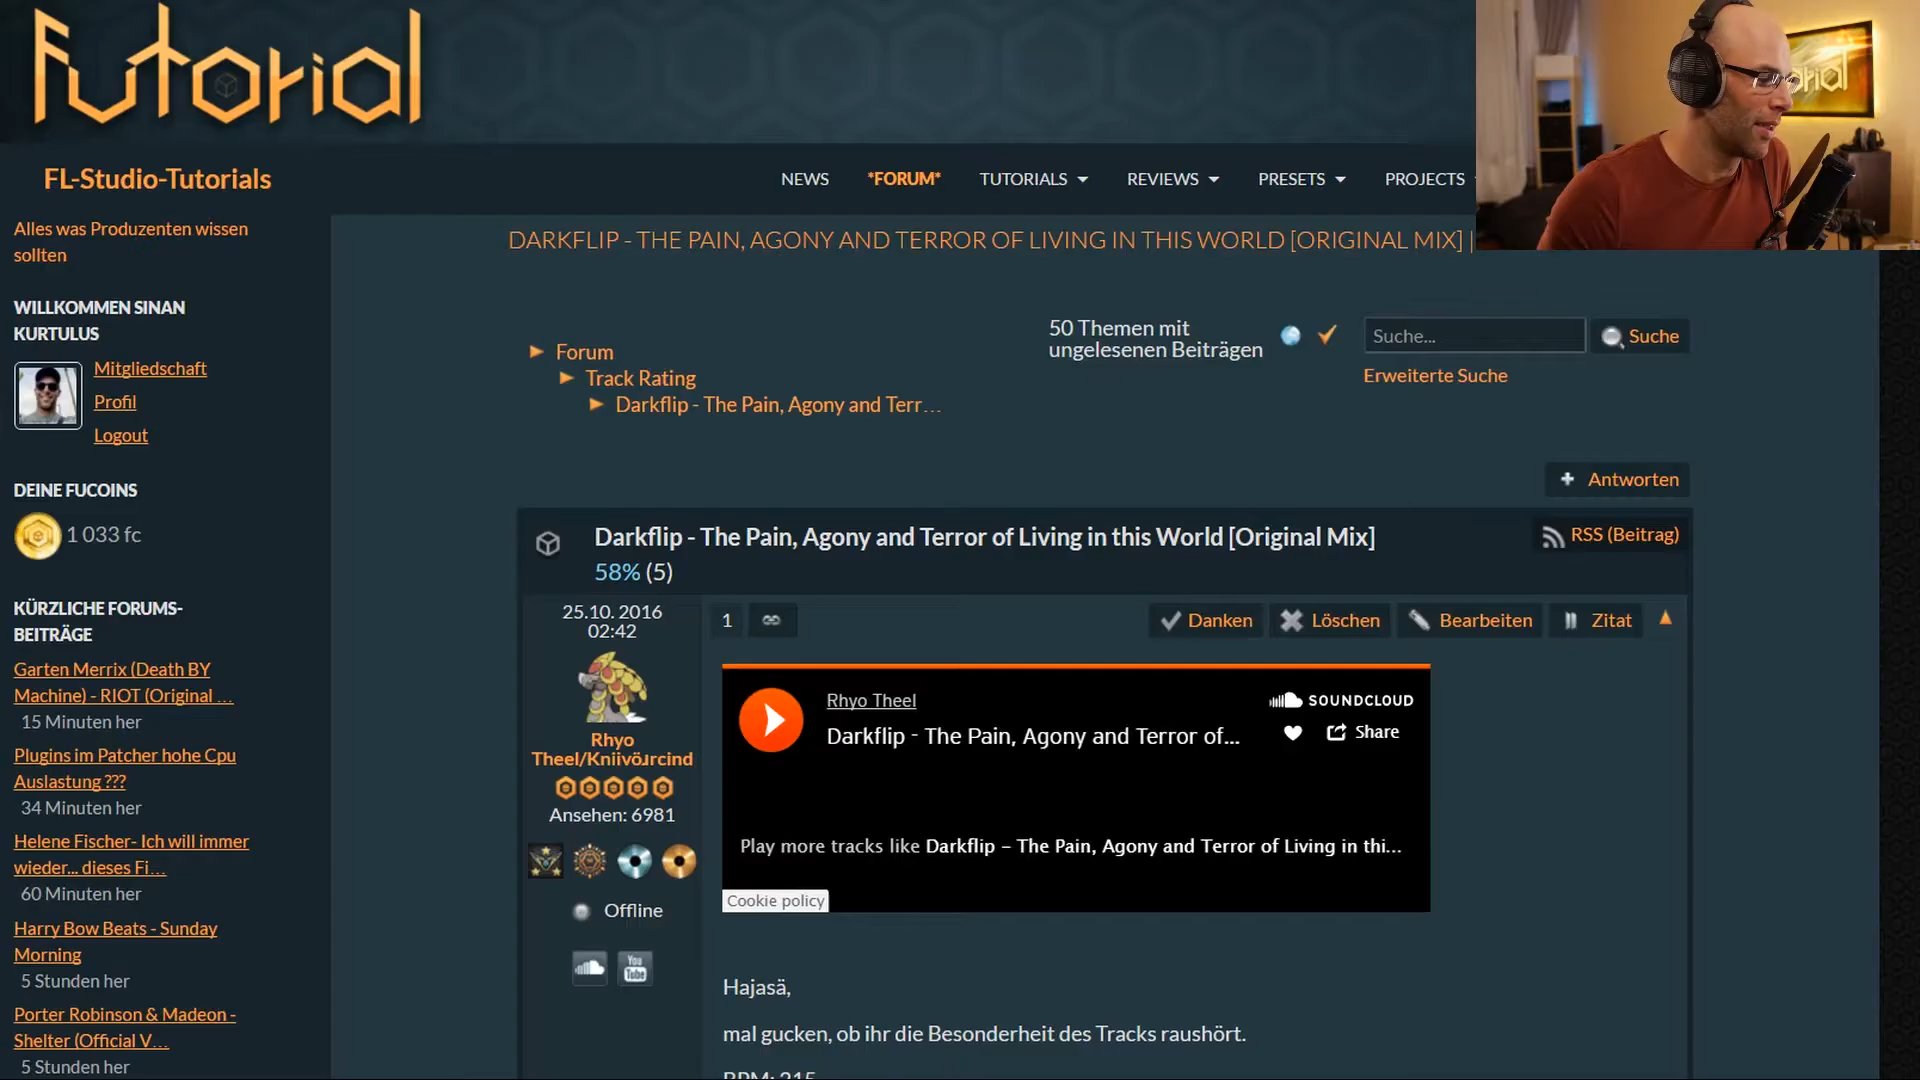 Futorial
FL-Studio-Tutorials
NEWS
*FORUM*
TUTORIALS
REVIEWS
PRESETS
PROJECTS
Alles was Produzenten wissen
sollten
WILLKOMMEN SINAN
KURTULUS
Mitgliedschaft
Profil
Logout
DEINE FUCOINS
1 033 fc
KÜRZLICHE FORUMS-
BEITRÄGE
Garten Merrix (Death BY
Machine) - RIOT (Original …
15 Minuten her
Plugins im Patcher hohe Cpu
Auslastung ???
34 Minuten her
Helene Fischer- Ich will immer
wieder... dieses Fi…
60 Minuten her
Harry Bow Beats - Sunday
Morning
5 Stunden her
Porter Robinson & Madeon -
Shelter (Official V…
5 Stunden her
DARKFLIP - THE PAIN, AGONY AND TERROR OF LIVING IN THIS WORLD [ORIGINAL MIX] |
Forum
Track Rating
Darkflip - The Pain, Agony and Terr…
50 Themen mit
ungelesenen Beiträgen
Suche...
Suche
Erweiterte Suche
+ Antworten
Darkflip - The Pain, Agony and Terror of Living in this World [Original Mix]
58% (5)
RSS (Beitrag)
25.10. 2016
02:42
Rhyo
Theel/Kniivöɹrcind
Ansehen: 6981
Offline
You
Tube
1
Danken
Löschen
Bearbeiten
Zitat
Rhyo Theel
SOUNDCLOUD
Darkflip - The Pain, Agony and Terror of...
Share
Play more tracks like Darkflip – The Pain, Agony and Terror of Living in thi...
Cookie policy
Hajasä,
mal gucken, ob ihr die Besonderheit des Tracks raushört.
BPM: 215